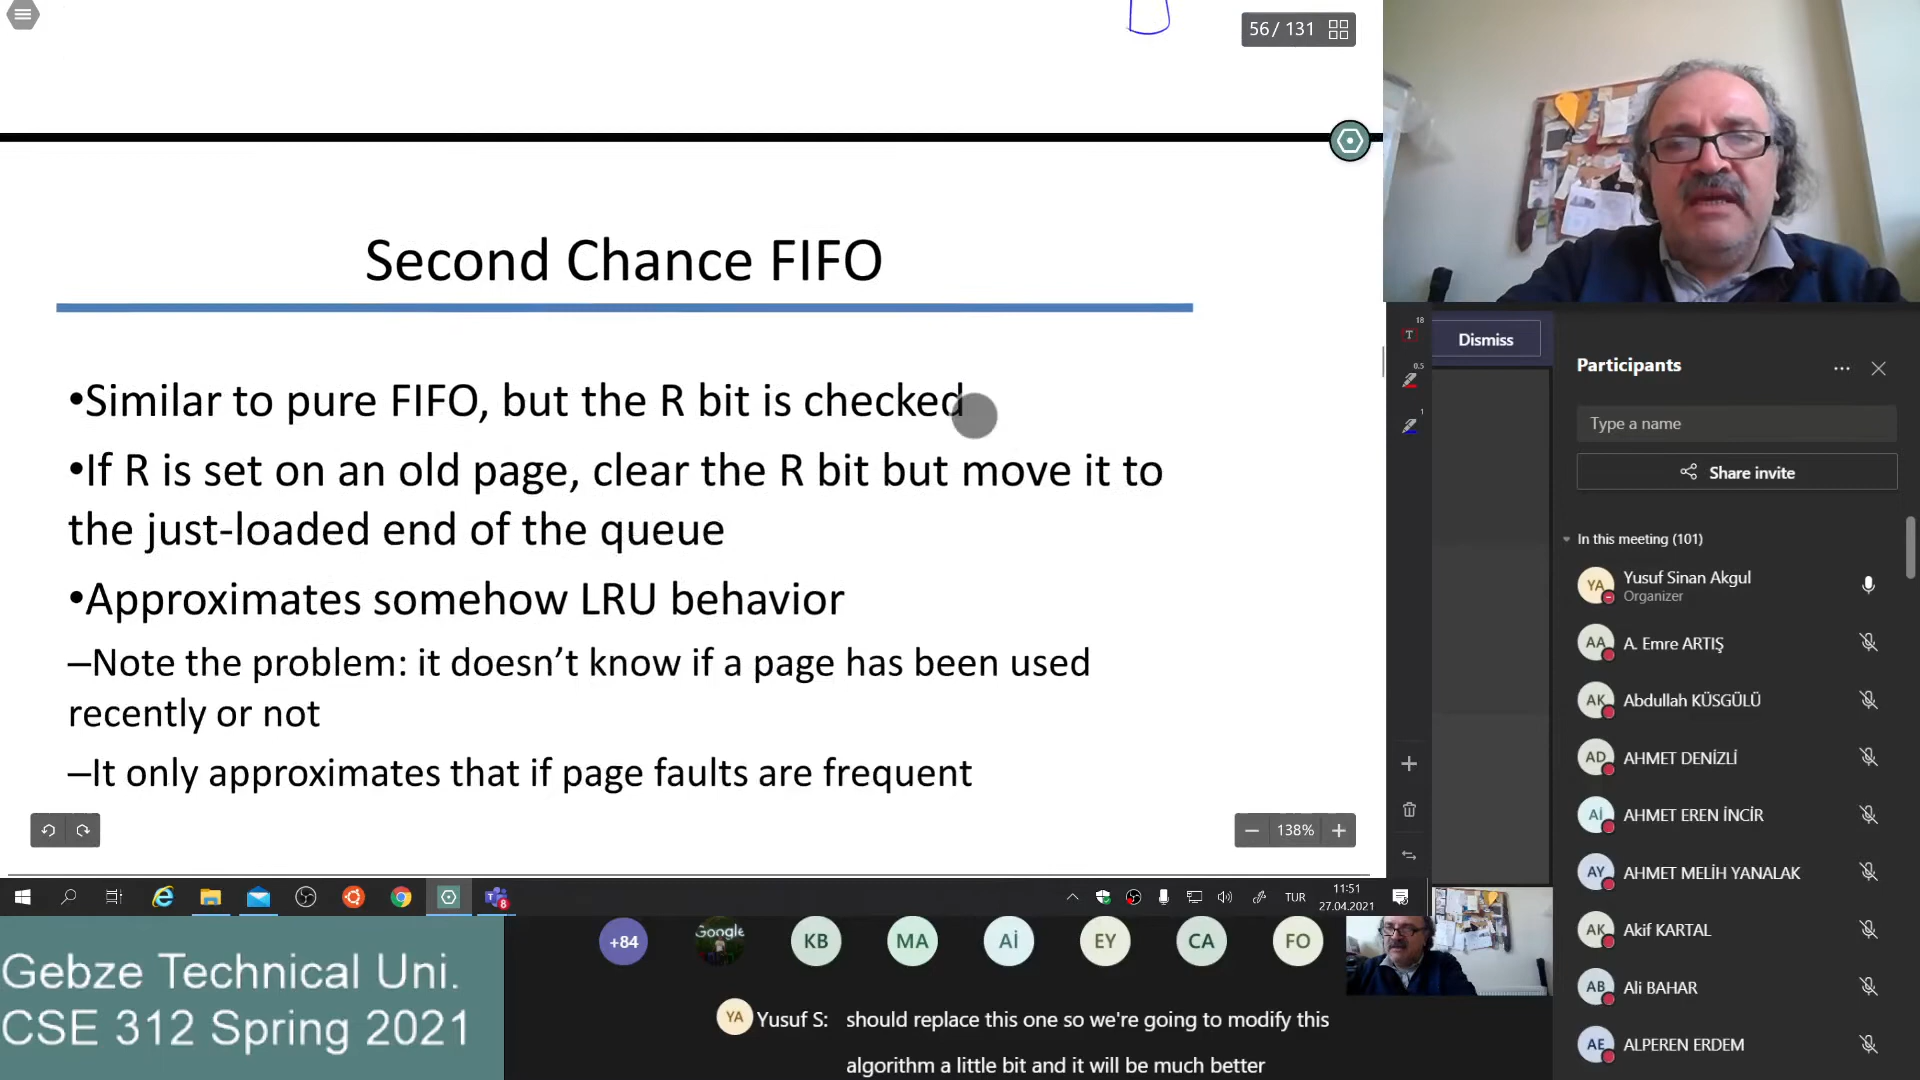 56 / 131
Second Chance FIFO
•Similar to pure FIFO, but the R bit is checked
•If R is set on an old page, clear the R bit but move it to
the just-loaded end of the queue
•Approximates somehow LRU behavior
–Note the problem: it doesn't know if a page has been used
recently or not
–It only approximates that if page faults are frequent
138%
18
T
0.5
1
Dismiss
Participants
Type a name
Share invite
In this meeting (101)
YA
Yusuf Sinan Akgul
Organizer
AA
A. Emre ARTIŞ
AK
Abdullah KÜSGÜLÜ
AD
AHMET DENİZLİ
Aİ
AHMET EREN İNCİR
AY
AHMET MELİH YANALAK
AK
Akif KARTAL
AB
Ali BAHAR
AE
ALPEREN ERDEM
8
TUR
11:51
27.04.2021
Gebze Technical Uni.
CSE 312 Spring 2021
+84
Google
KB
MA
Aİ
EY
CA
FO
YA
Yusuf S: should replace this one so we're going to modify this
algorithm a little bit and it will be much better